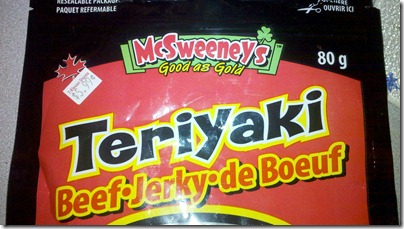 RESEALABLE PACKAGE
PAQUET REFERMABLE
OUVRIR ICI
McSweeney's
Good as Gold
80 g
Teriyaki
Beef•Jerky•de Boeuf